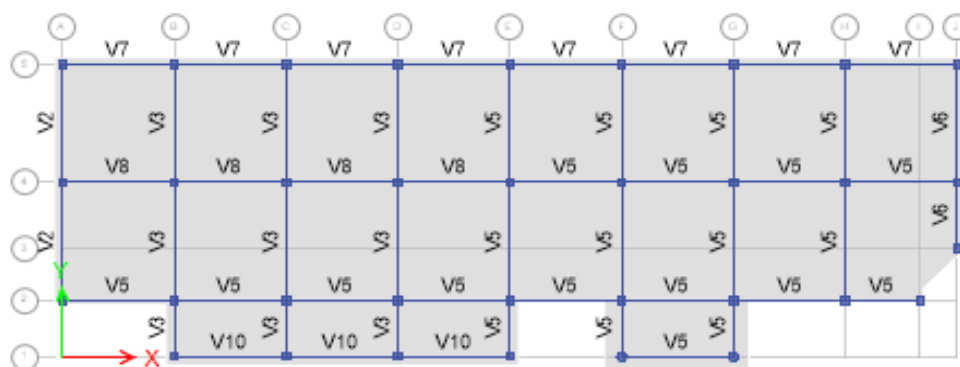 A B C D E F G H I J
V7 V7 V7 V7 V7 V7 V7 V7
5
V2 V3 V3 V3 V5 V5 V5 V5 V6
V8 V8 V8 V8 V5 V5 V5 V5
4
V2 V3 V3 V3 V5 V5 V5 V5 V6
3
Y
V5 V5 V5 V5 V5 V5 V5 V5
2
V3 V3 V3 V5 V5 V5
V10 V10 V10 V5
1 X